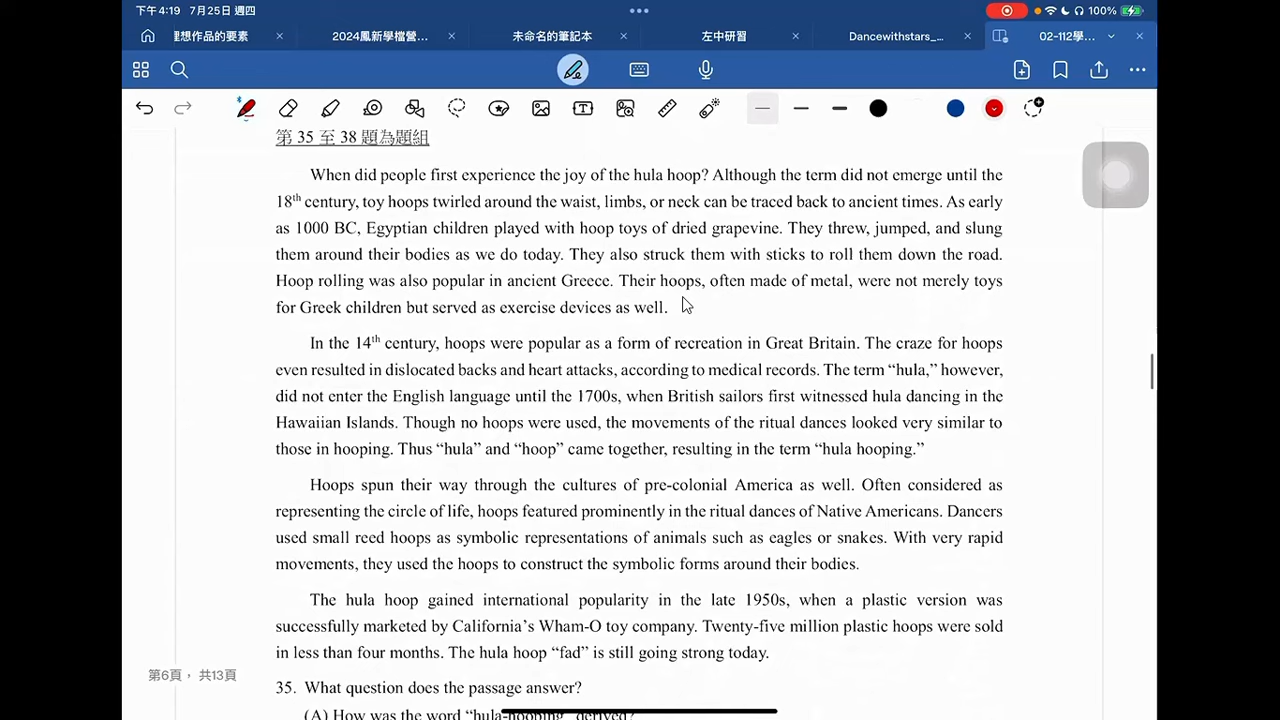 下午4:19 7月25日 週四
100%
理想作品的要素
2024鳳新學檔營...
未命名的筆記本
左中研習
Dancewithstars_...
02-112學...
第 35 至 38 題為題組
When did people first experience the joy of the hula hoop? Although the term did not emerge until the
18th century, toy hoops twirled around the waist, limbs, or neck can be traced back to ancient times. As early
as 1000 BC, Egyptian children played with hoop toys of dried grapevine. They threw, jumped, and slung
them around their bodies as we do today. They also struck them with sticks to roll them down the road.
Hoop rolling was also popular in ancient Greece. Their hoops, often made of metal, were not merely toys
for Greek children but served as exercise devices as well.
In the 14th century, hoops were popular as a form of recreation in Great Britain. The craze for hoops
even resulted in dislocated backs and heart attacks, according to medical records. The term “hula,” however,
did not enter the English language until the 1700s, when British sailors first witnessed hula dancing in the
Hawaiian Islands. Though no hoops were used, the movements of the ritual dances looked very similar to
those in hooping. Thus “hula” and “hoop” came together, resulting in the term “hula hooping.”
Hoops spun their way through the cultures of pre-colonial America as well. Often considered as
representing the circle of life, hoops featured prominently in the ritual dances of Native Americans. Dancers
used small reed hoops as symbolic representations of animals such as eagles or snakes. With very rapid
movements, they used the hoops to construct the symbolic forms around their bodies.
The hula hoop gained international popularity in the late 1950s, when a plastic version was
successfully marketed by California’s Wham-O toy company. Twenty-five million plastic hoops were sold
in less than four months. The hula hoop “fad” is still going strong today.
第6頁，共13頁
35. What question does the passage answer?
(A) How was the word “hula-hooping” derived?